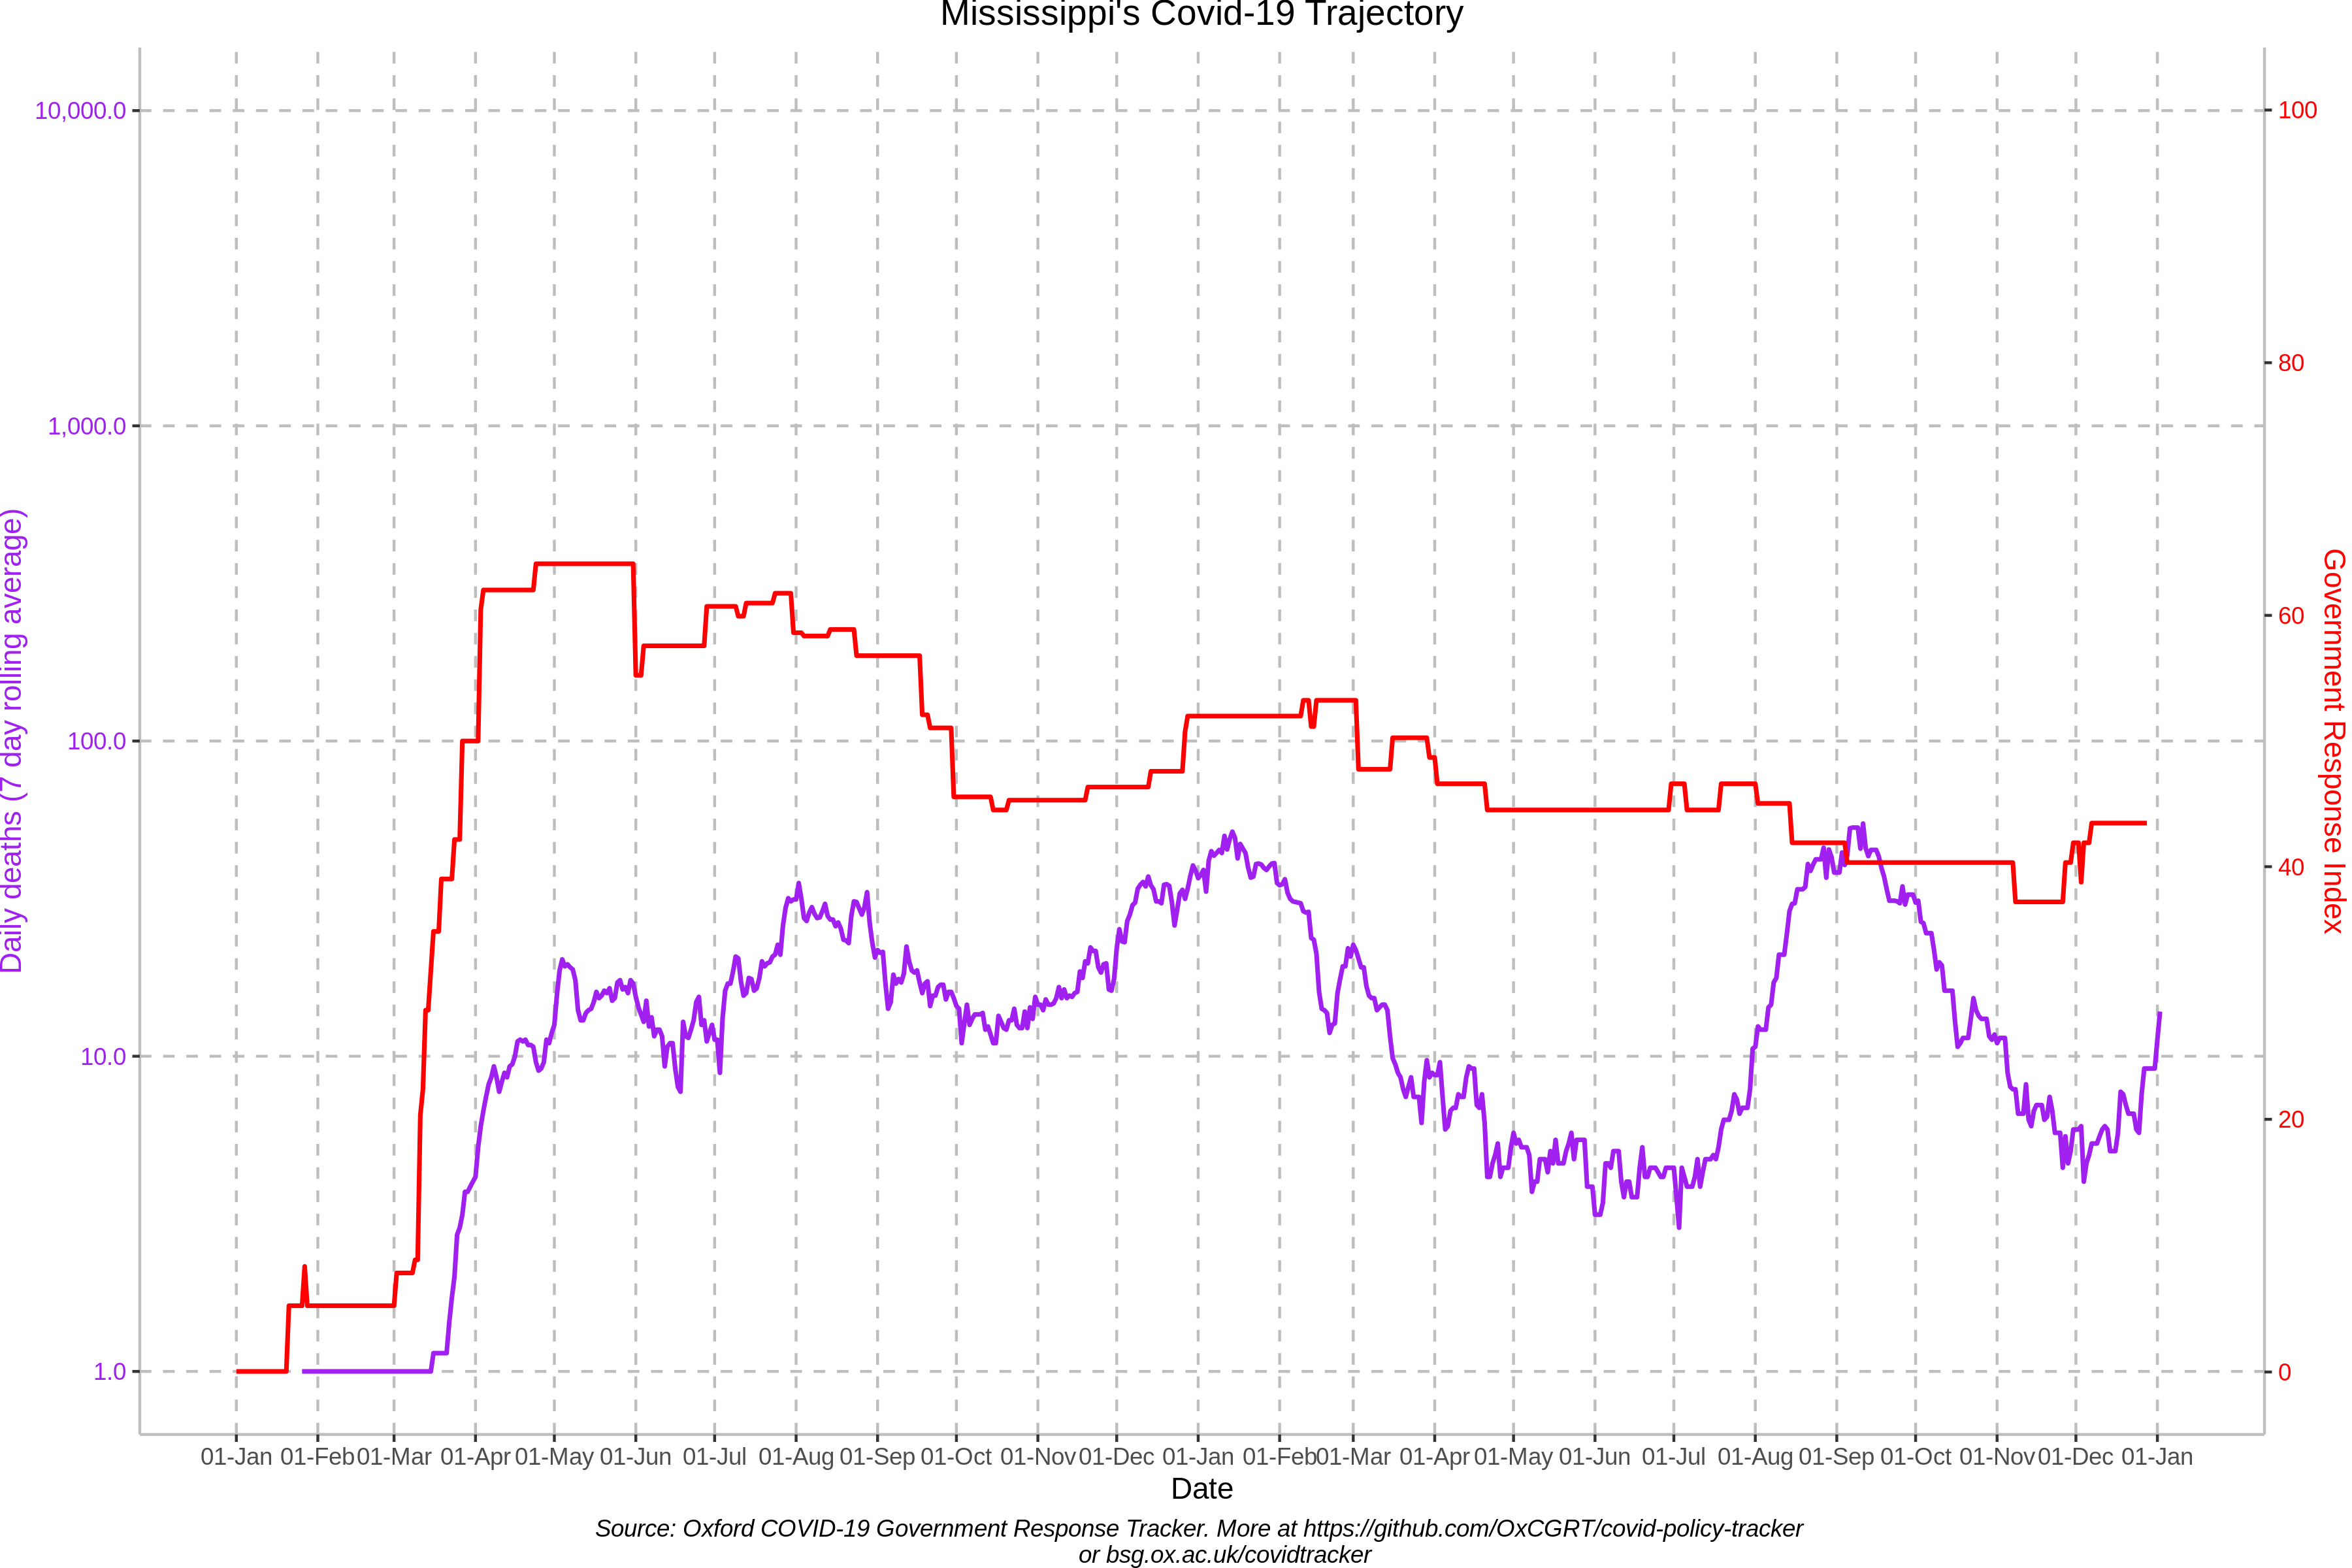 Mississippi's Covid-19 Trajectory
10,000.0
1,000.0
100.0
10.0
1.0
Daily deaths (7 day rolling average)
100
80
60
40
20
0
Government Response Index
01-Jan 01-Feb 01-Mar 01-Apr 01-May 01-Jun 01-Jul 01-Aug 01-Sep 01-Oct 01-Nov 01-Dec 01-Jan 01-Feb 01-Mar 01-Apr 01-May 01-Jun 01-Jul 01-Aug 01-Sep 01-Oct 01-Nov 01-Dec 01-Jan
Date
Source: Oxford COVID-19 Government Response Tracker. More at https://github.com/OxCGRT/covid-policy-tracker
or bsg.ox.ac.uk/covidtracker